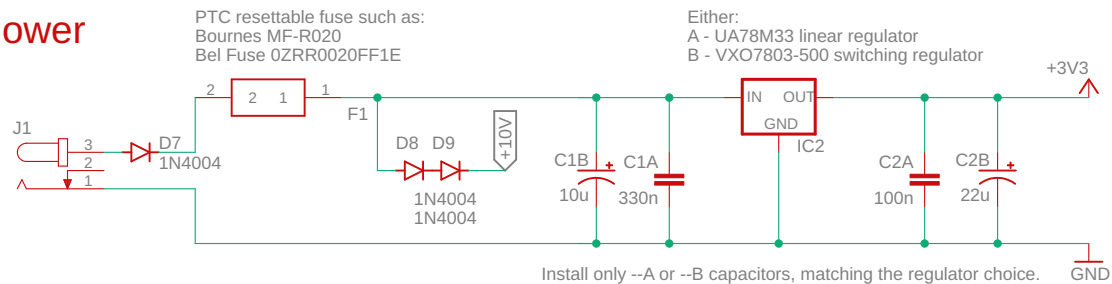 ower
PTC resettable fuse such as:
Bournes MF-R020
Bel Fuse 0ZRR0020FF1E
Either:
A - UA78M33 linear regulator
B - VXO7803-500 switching regulator
+3V3
2
2 1
1
F1
IN OUT
GND
IC2
J1
3
2
1
D7
1N4004
D8 D9
+10V
1N4004
1N4004
C1B
10u
C1A
330n
C2A
100n
C2B
22u
Install only --A or --B capacitors, matching the regulator choice.
GND